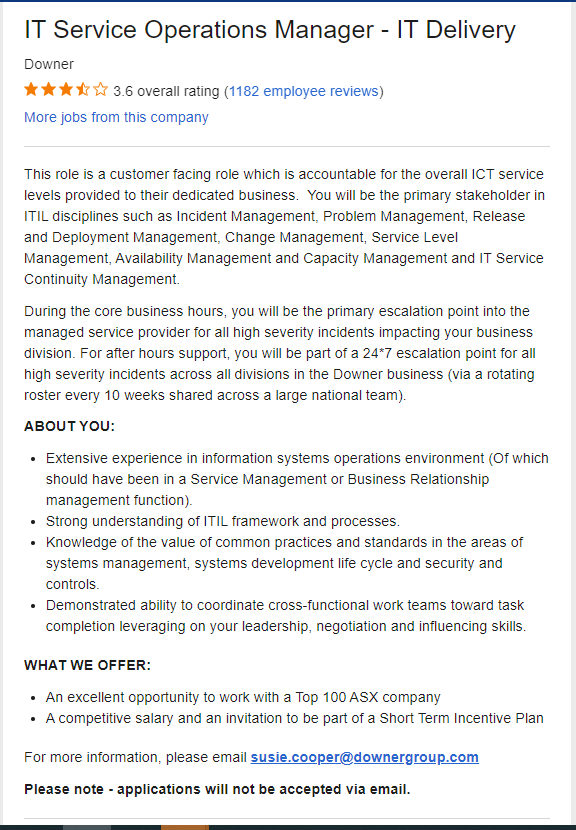 IT Service Operations Manager - IT Delivery
Downer
3.6 overall rating (1182 employee reviews)
More jobs from this company
This role is a customer facing role which is accountable for the overall ICT service
levels provided to their dedicated business.  You will be the primary stakeholder in
ITIL disciplines such as Incident Management, Problem Management, Release
and Deployment Management, Change Management, Service Level
Management, Availability Management and Capacity Management and IT Service
Continuity Management.
During the core business hours, you will be the primary escalation point into the
managed service provider for all high severity incidents impacting your business
division. For after hours support, you will be part of a 24*7 escalation point for all
high severity incidents across all divisions in the Downer business (via a rotating
roster every 10 weeks shared across a large national team).
ABOUT YOU:
• Extensive experience in information systems operations environment (Of which
should have been in a Service Management or Business Relationship
management function).
• Strong understanding of ITIL framework and processes.
• Knowledge of the value of common practices and standards in the areas of
systems management, systems development life cycle and security and
controls.
• Demonstrated ability to coordinate cross-functional work teams toward task
completion leveraging on your leadership, negotiation and influencing skills.
WHAT WE OFFER:
• An excellent opportunity to work with a Top 100 ASX company
• A competitive salary and an invitation to be part of a Short Term Incentive Plan
For more information, please email susie.cooper@downergroup.com
Please note - applications will not be accepted via email.